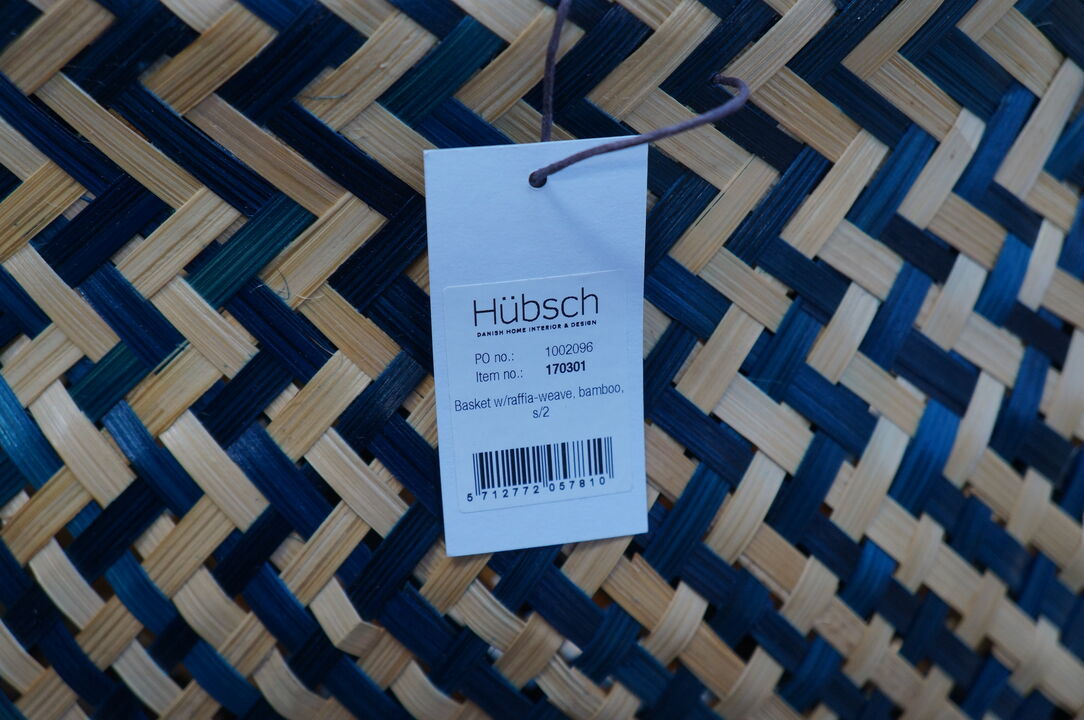 Hübsch
DANISH HOME INTERIOR & DESIGN
PO no.: 1002096
Item no.: 170301
Basket w/raffia-weave, bamboo,
s/2
5 712772 057810